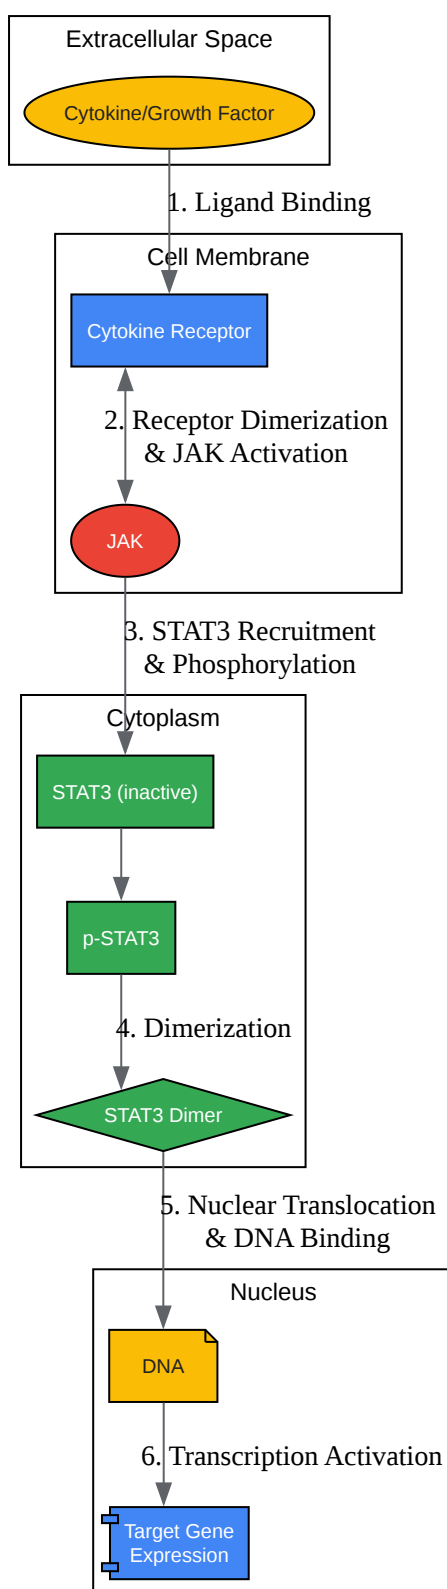 Extracellular Space
Cytokine/Growth Factor
1. Ligand Binding
Cell Membrane
Cytokine Receptor
2. Receptor Dimerization
& JAK Activation
JAK
3. STAT3 Recruitment
& Phosphorylation
Cytoplasm
STAT3 (inactive)
p-STAT3
4. Dimerization
STAT3 Dimer
5. Nuclear Translocation
& DNA Binding
Nucleus
DNA
6. Transcription Activation
Target Gene
Expression